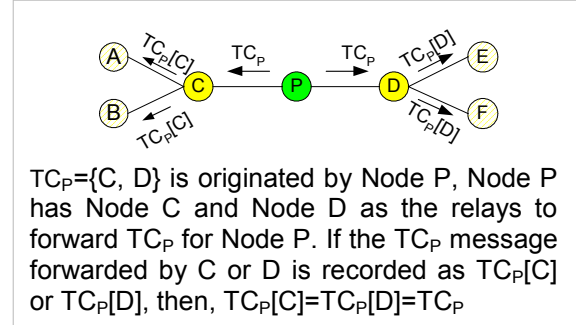 TCP[C] TCP TCP TCP[D]
A E
C P D
B F
TCP[C] TCP[D]
TCP={C, D} is originated by Node P, Node P
has Node C and Node D as the relays to
forward TCP for Node P. If the TCP message
forwarded by C or D is recorded as TCP[C]
or TCP[D], then, TCP[C]=TCP[D]=TCP